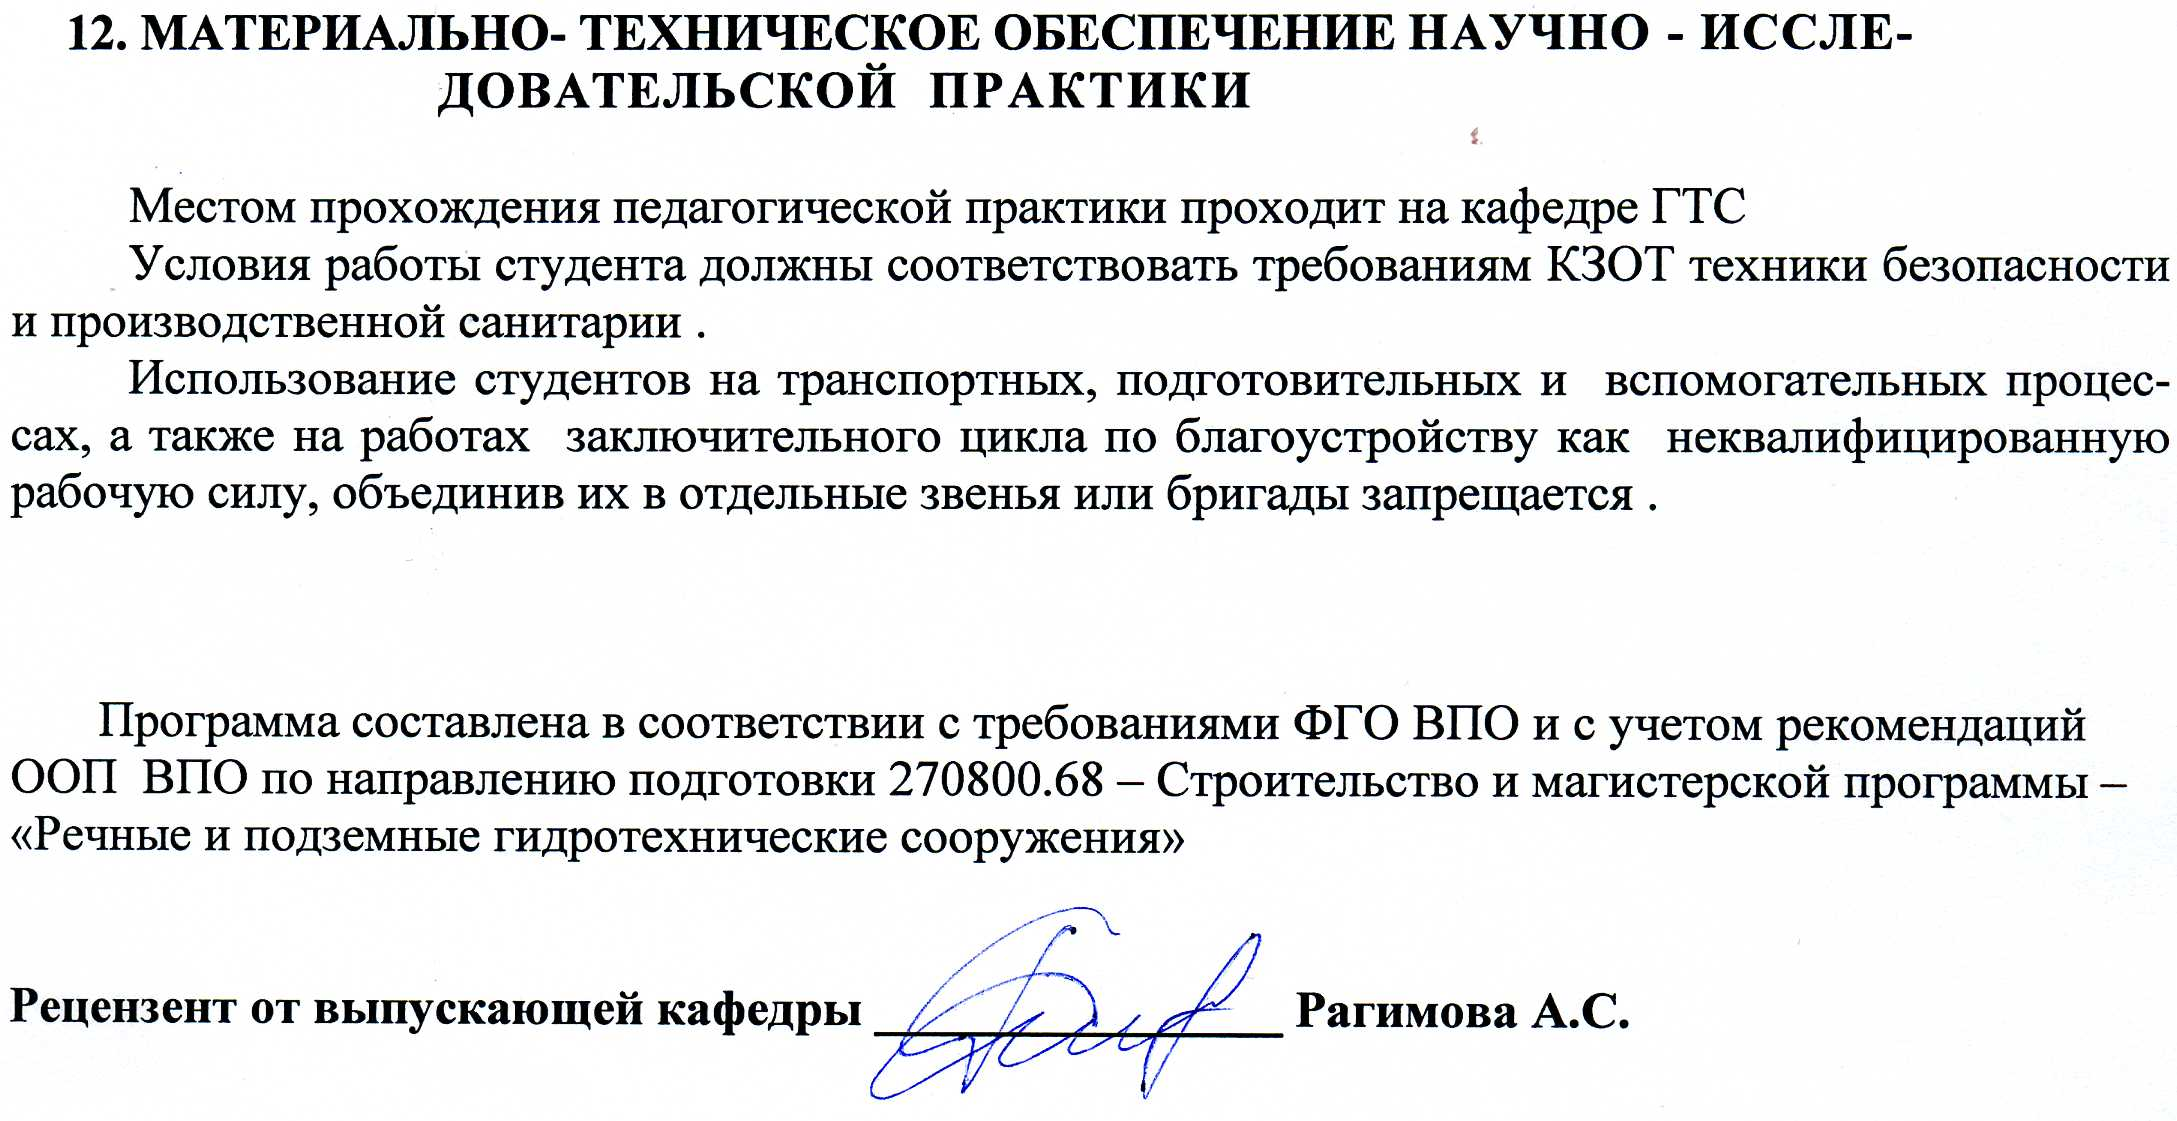 12. МАТЕРИАЛЬНО- ТЕХНИЧЕСКОЕ ОБЕСПЕЧЕНИЕ НАУЧНО - ИССЛЕ-
ДОВАТЕЛЬСКОЙ ПРАКТИКИ
Местом прохождения педагогической практики проходит на кафедре ГТС
Условия работы студента должны соответствовать требованиям КЗОТ техники безопасности
и производственной санитарии .
Использование студентов на транспортных, подготовительных и вспомогательных процес-
сах, а также на работах заключительного цикла по благоустройству как неквалифицированную
рабочую силу, объединив их в отдельные звенья или бригады запрещается .
Программа составлена в соответствии с требованиями ФГО ВПО и с учетом рекомендаций
ООП ВПО по направлению подготовки 270800.68 – Строительство и магистерской программы –
«Речные и подземные гидротехнические сооружения»
Рецензент от выпускающей кафедры Рагимова А.С.